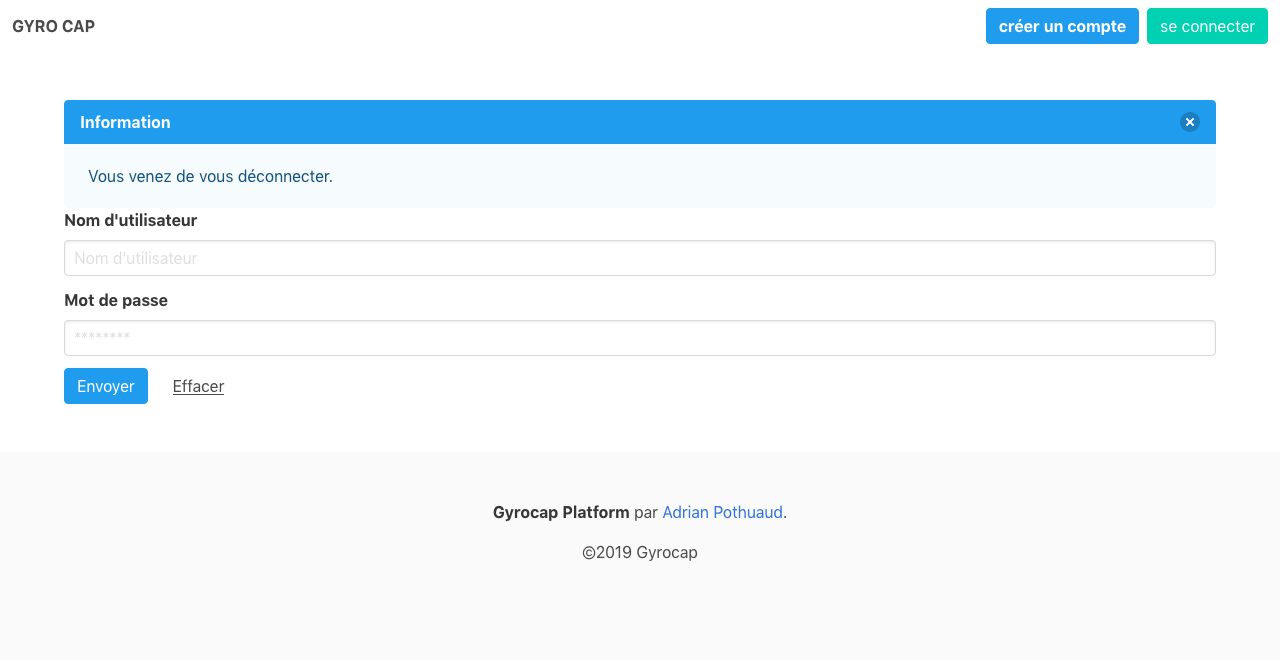 GYRO CAP
créer un compte
se connecter
Information
Vous venez de vous déconnecter.
Nom d'utilisateur
Nom d'utilisateur
Mot de passe
********
Envoyer
Effacer
Gyrocap Platform par Adrian Pothuaud.
©2019 Gyrocap